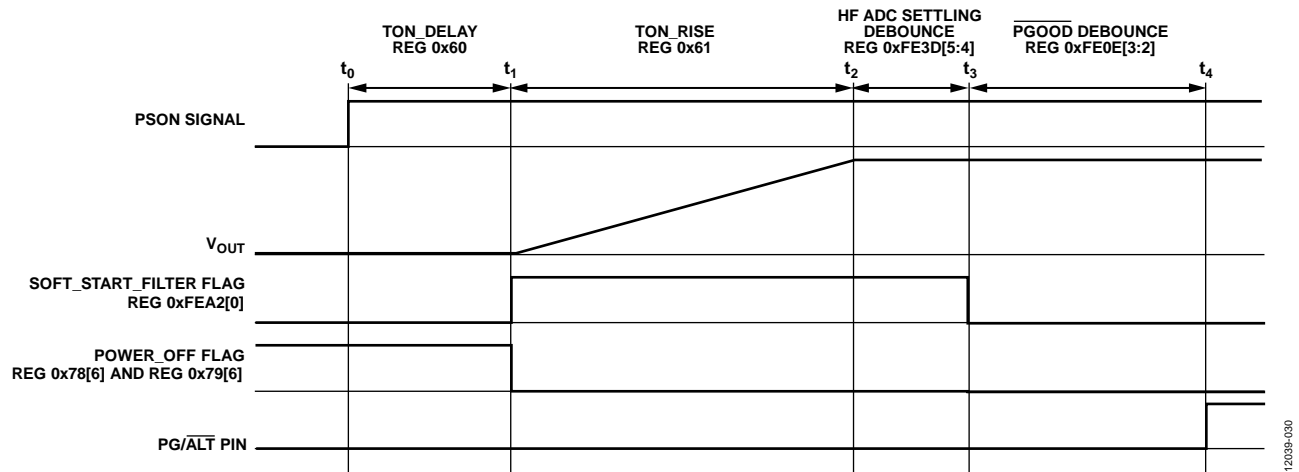 TON_DELAY
REG 0x60
TON_RISE
REG 0x61
HF ADC SETTLING
DEBOUNCE
REG 0xFE3D[5:4]
PGOOD DEBOUNCE
REG 0xFE0E[3:2]
t0
t1
t2
t3
t4
PSON SIGNAL
VOUT
SOFT_START_FILTER FLAG
REG 0xFEA2[0]
POWER_OFF FLAG
REG 0x78[6] AND REG 0x79[6]
PG/ALT PIN
12039-030